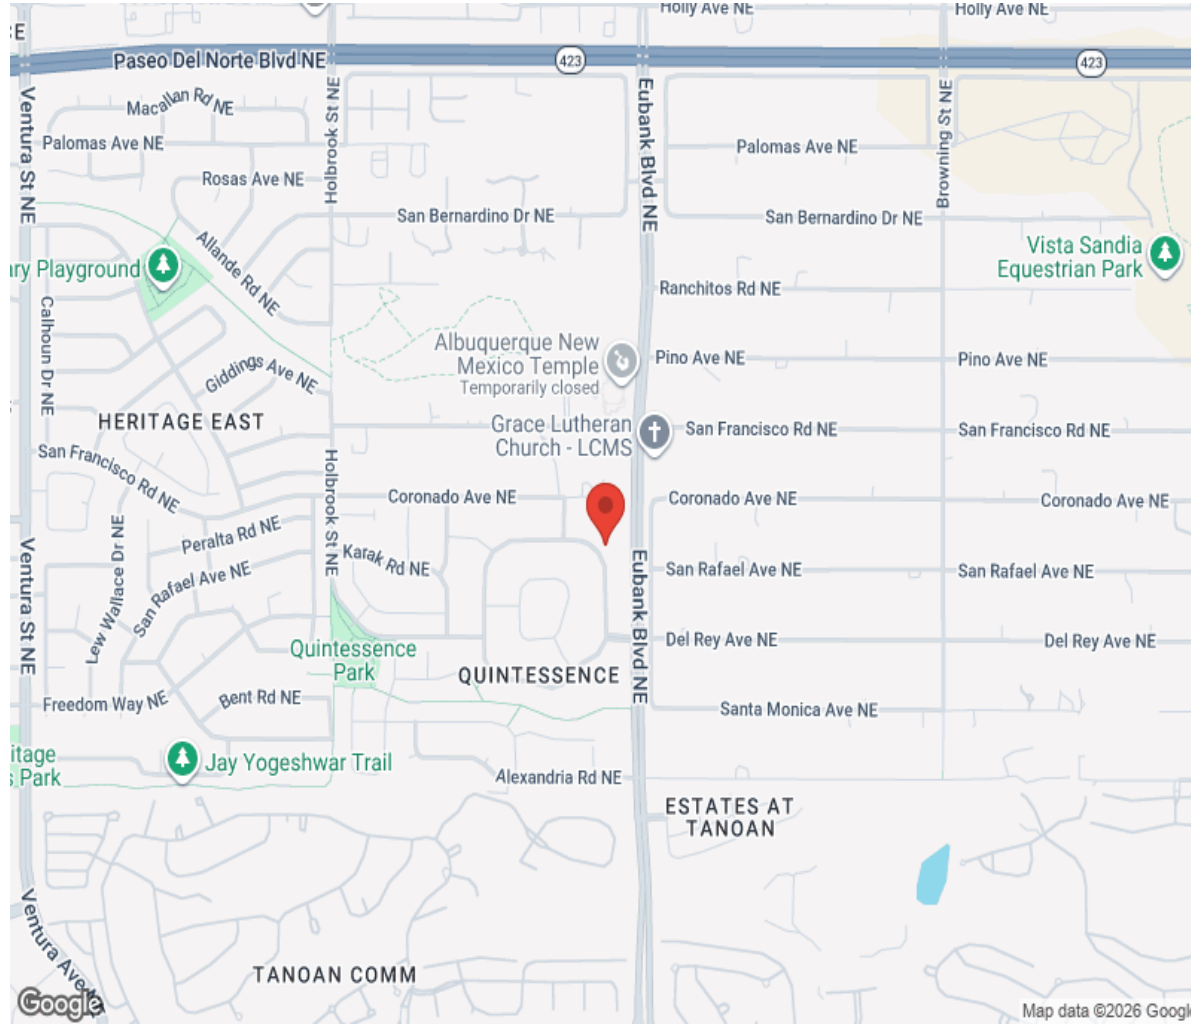 Holly Ave NE
Holly Ave NE
E
Paseo Del Norte Blvd NE
423
423
Ventura St NE
Macallan Rd NE
Holbrook St NE
Eubank Blvd NE
Browning St NE
Palomas Ave NE
Palomas Ave NE
Rosas Ave NE
San Bernardino Dr NE
San Bernardino Dr NE
Allande Rd NE
ary Playground
Vista Sandia
Equestrian Park
Ranchitos Rd NE
Calhoun Dr NE
Albuquerque New
Mexico Temple
Temporarily closed
Pino Ave NE
Pino Ave NE
Giddings Ave NE
HERITAGE EAST
Grace Lutheran
Church - LCMS
San Francisco Rd NE
San Francisco Rd NE
San Francisco Rd NE
Holbrook St NE
Coronado Ave NE
Coronado Ave NE
Coronado Ave NE
Lew Wallace Dr NE
Peralta Rd NE
Karak Rd NE
Ventura St NE
San Rafael Ave NE
Eubank Blvd NE
San Rafael Ave NE
San Rafael Ave NE
Quintessence
Park
Del Rey Ave NE
Del Rey Ave NE
QUINTESSENCE
Freedom Way NE
Bent Rd NE
Santa Monica Ave NE
itage
s Park
Jay Yogeshwar Trail
Alexandria Rd NE
ESTATES AT
TANOAN
Ventura Ave NE
TANOAN COMM
Google
Map data ©2026 Google